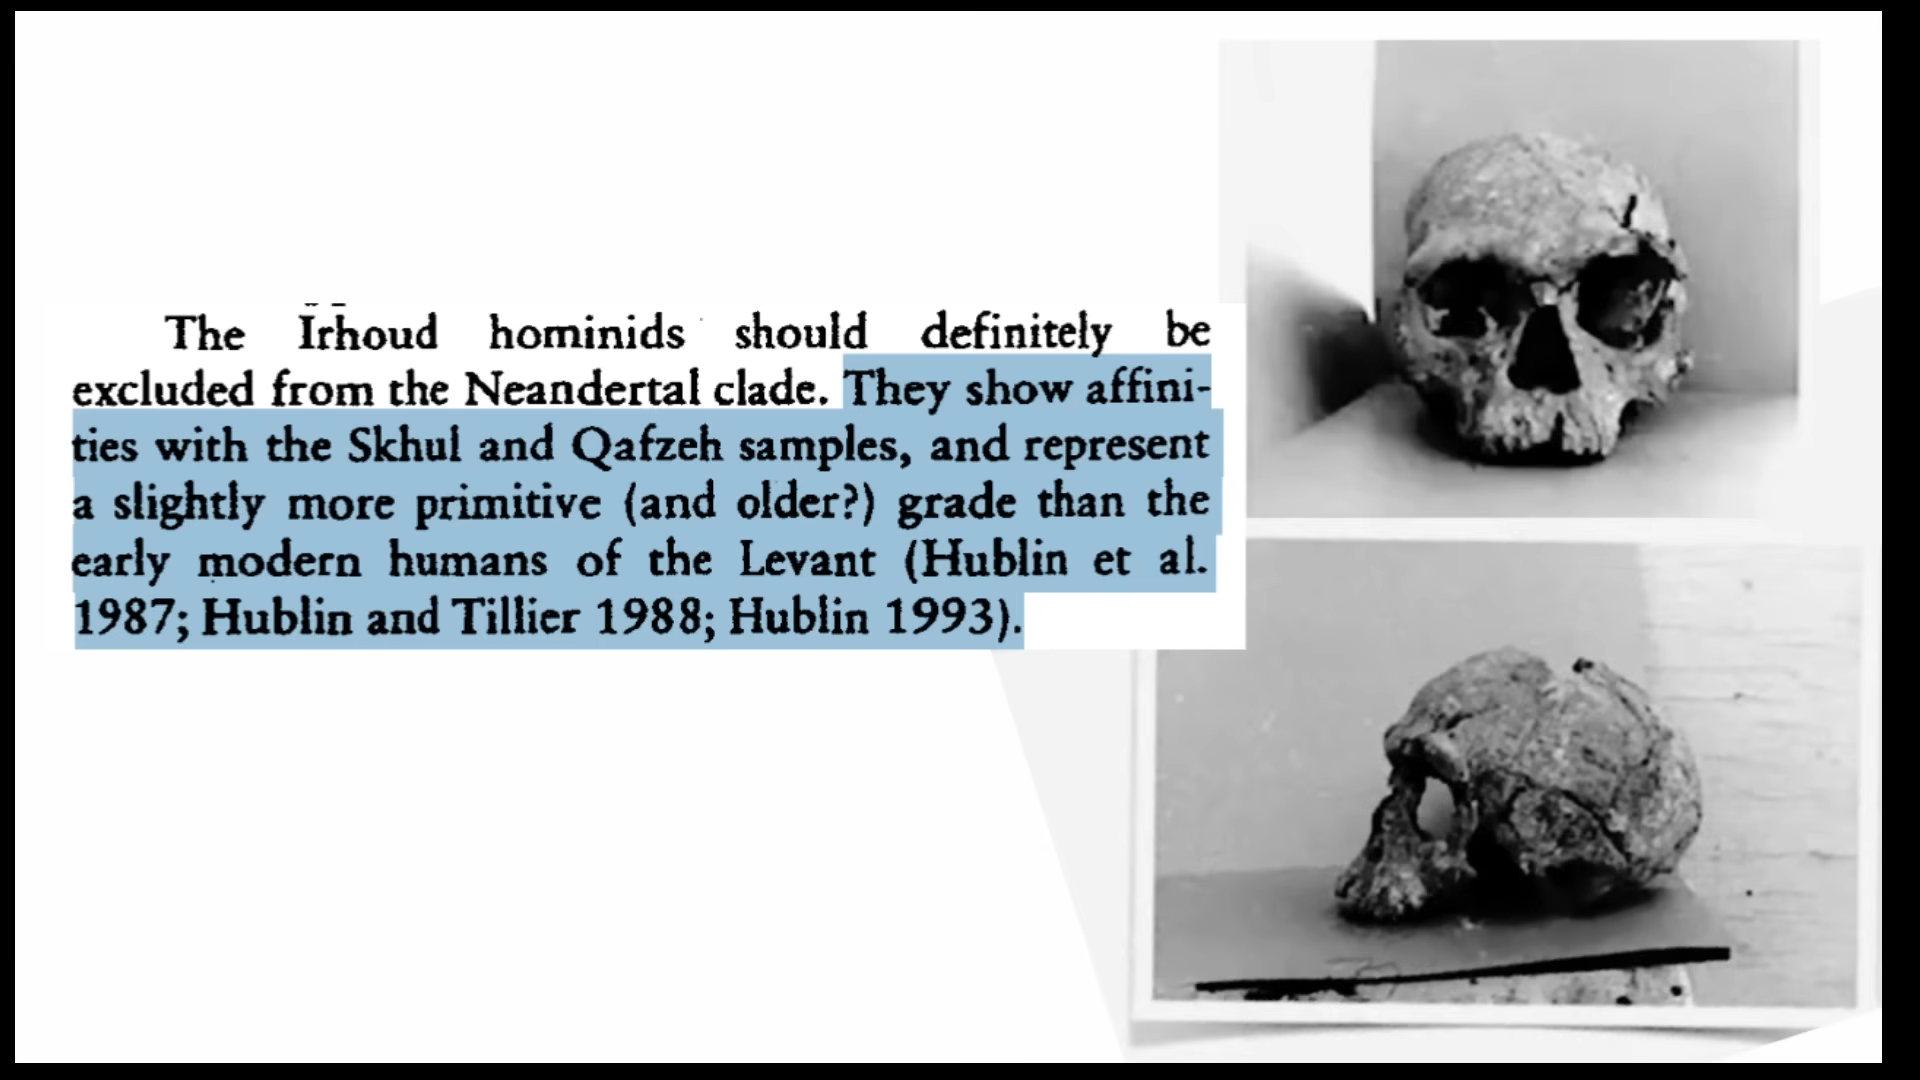 The Irhoud hominids should definitely be
excluded from the Neandertal clade. They show affini-
ties with the Skhul and Qafzeh samples, and represent
a slightly more primitive (and older?) grade than the
early modern humans of the Levant (Hublin et al.
1987; Hublin and Tillier 1988; Hublin 1993).